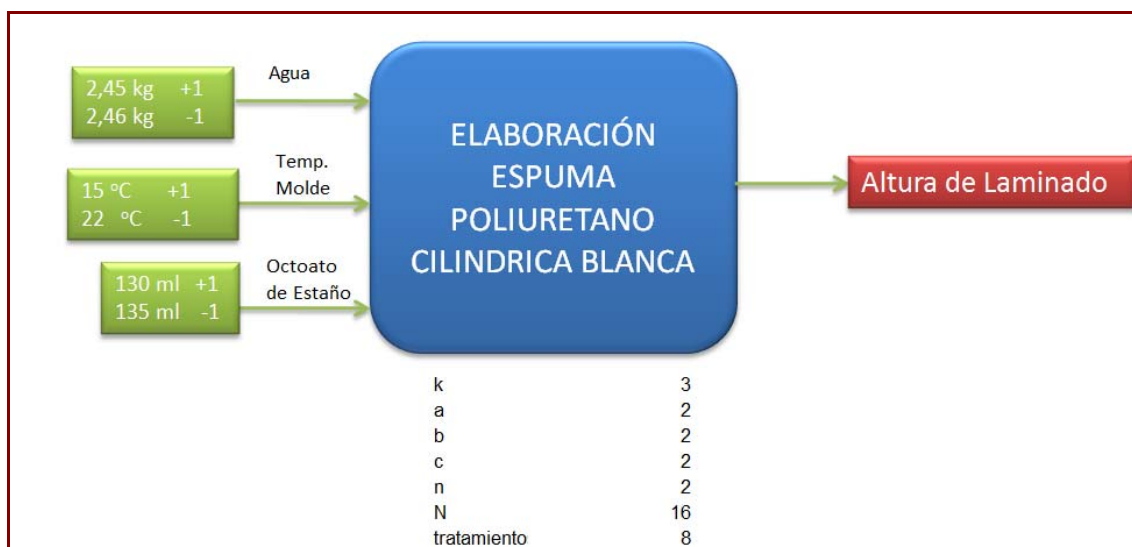 2,45 kg +1
2,46 kg -1
Agua
15 °C +1
22 °C -1
Temp.
Molde
130 ml +1
135 ml -1
Octoato
de Estaño
ELABORACIÓN
ESPUMA
POLIURETANO
CILINDRICA BLANCA
Altura de Laminado
k 3
a 2
b 2
c 2
n 2
N 16
tratamiento 8